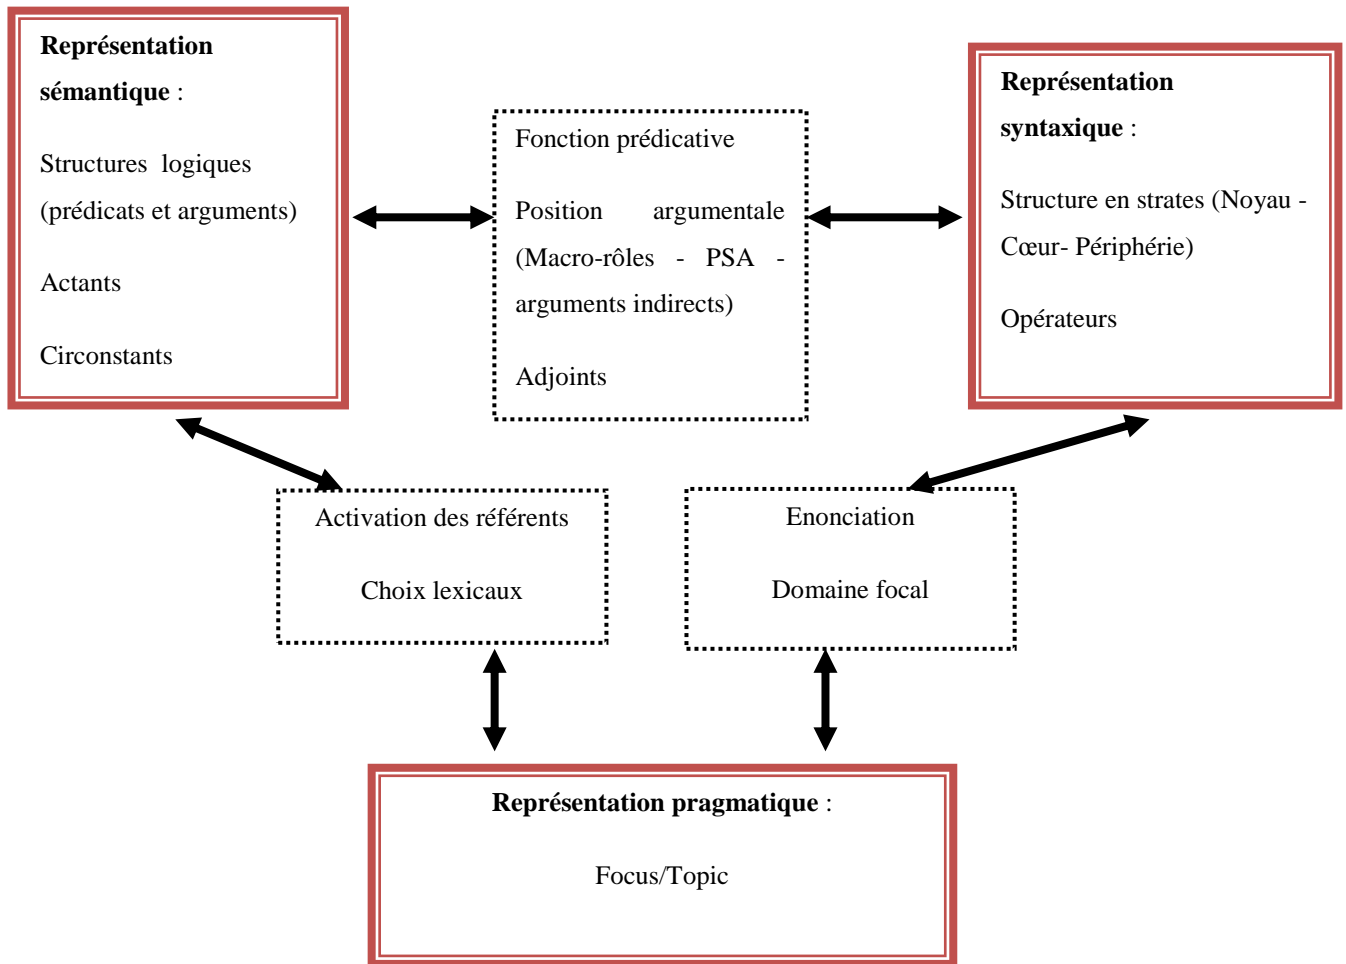 Représentation
sémantique :
Structures logiques
(prédicats et arguments)
Actants
Circonstants
Fonction prédicative
Position argumentale
(Macro-rôles - PSA -
arguments indirects)
Adjoints
Représentation
syntaxique :
Structure en strates (Noyau -
Cœur- Périphérie)
Opérateurs
Activation des référents
Choix lexicaux
Enonciation
Domaine focal
Représentation pragmatique :
Focus/Topic